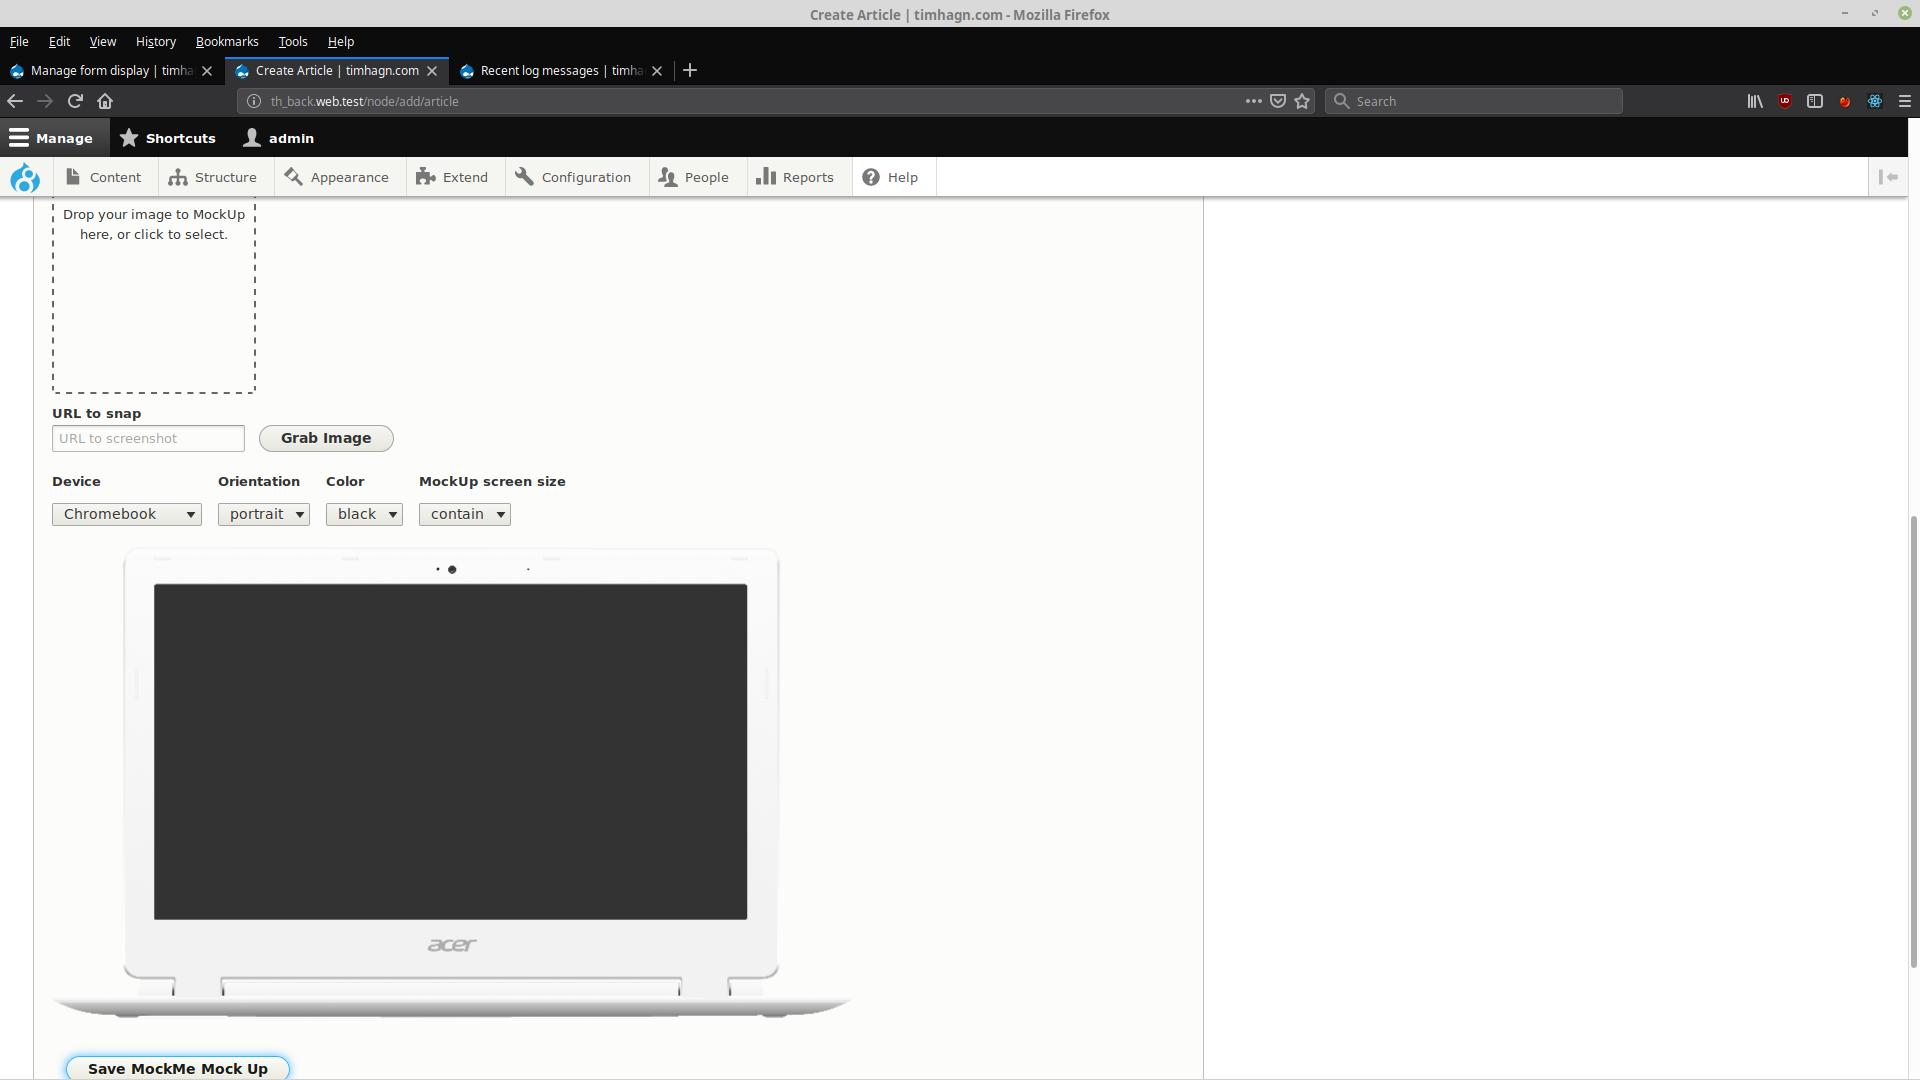 Create Article | timhagn.com - Mozilla Firefox
File Edit View History Bookmarks Tools Help
Manage form display | timha Create Article | timhagn.com Recent log messages | timha
th_back.web.test/node/add/article Search
Manage Shortcuts admin
Content Structure Appearance Extend Configuration People Reports Help
Drop your image to MockUp
here, or click to select.
URL to snap
URL to screenshot Grab Image
Device Orientation Color MockUp screen size
Chromebook portrait black contain
acer
Save MockMe Mock Up